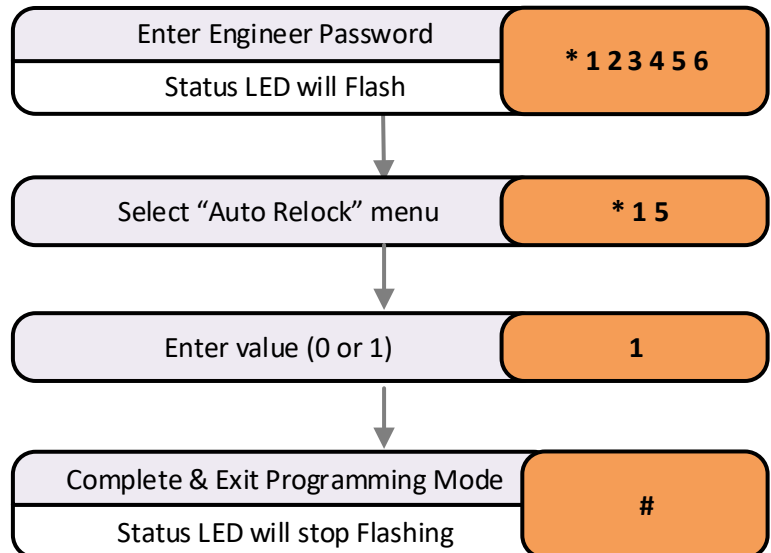 Enter Engineer Password
* 1 2 3 4 5 6
Status LED will Flash
Select “Auto Relock” menu
* 1 5
Enter value (0 or 1)
1
Complete & Exit Programming Mode
#
Status LED will stop Flashing